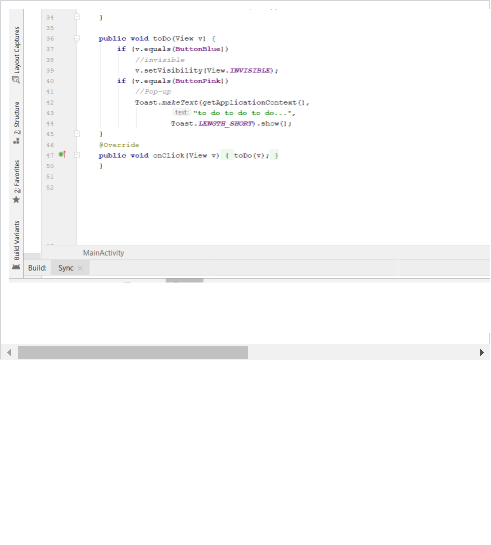 34 }
35
36 public void toDo(View v) {
37 if (v.equals(ButtonBlue))
38 //invisible
39 v.setVisibility(View.INVISIBLE);
40 if (v.equals(ButtonPink))
41 //Pop-up
42 Toast.makeText(getApplicationContext(),
43 text: "to do to do to do...",
44 Toast.LENGTH_SHORT).show();
45 }
46 @Override
47 public void onClick(View v) { toDo(v); }
50 }
51
52
MainActivity
Build: Sync ×
Layout Captures
2: Structure
2: Favorites
Build Variants